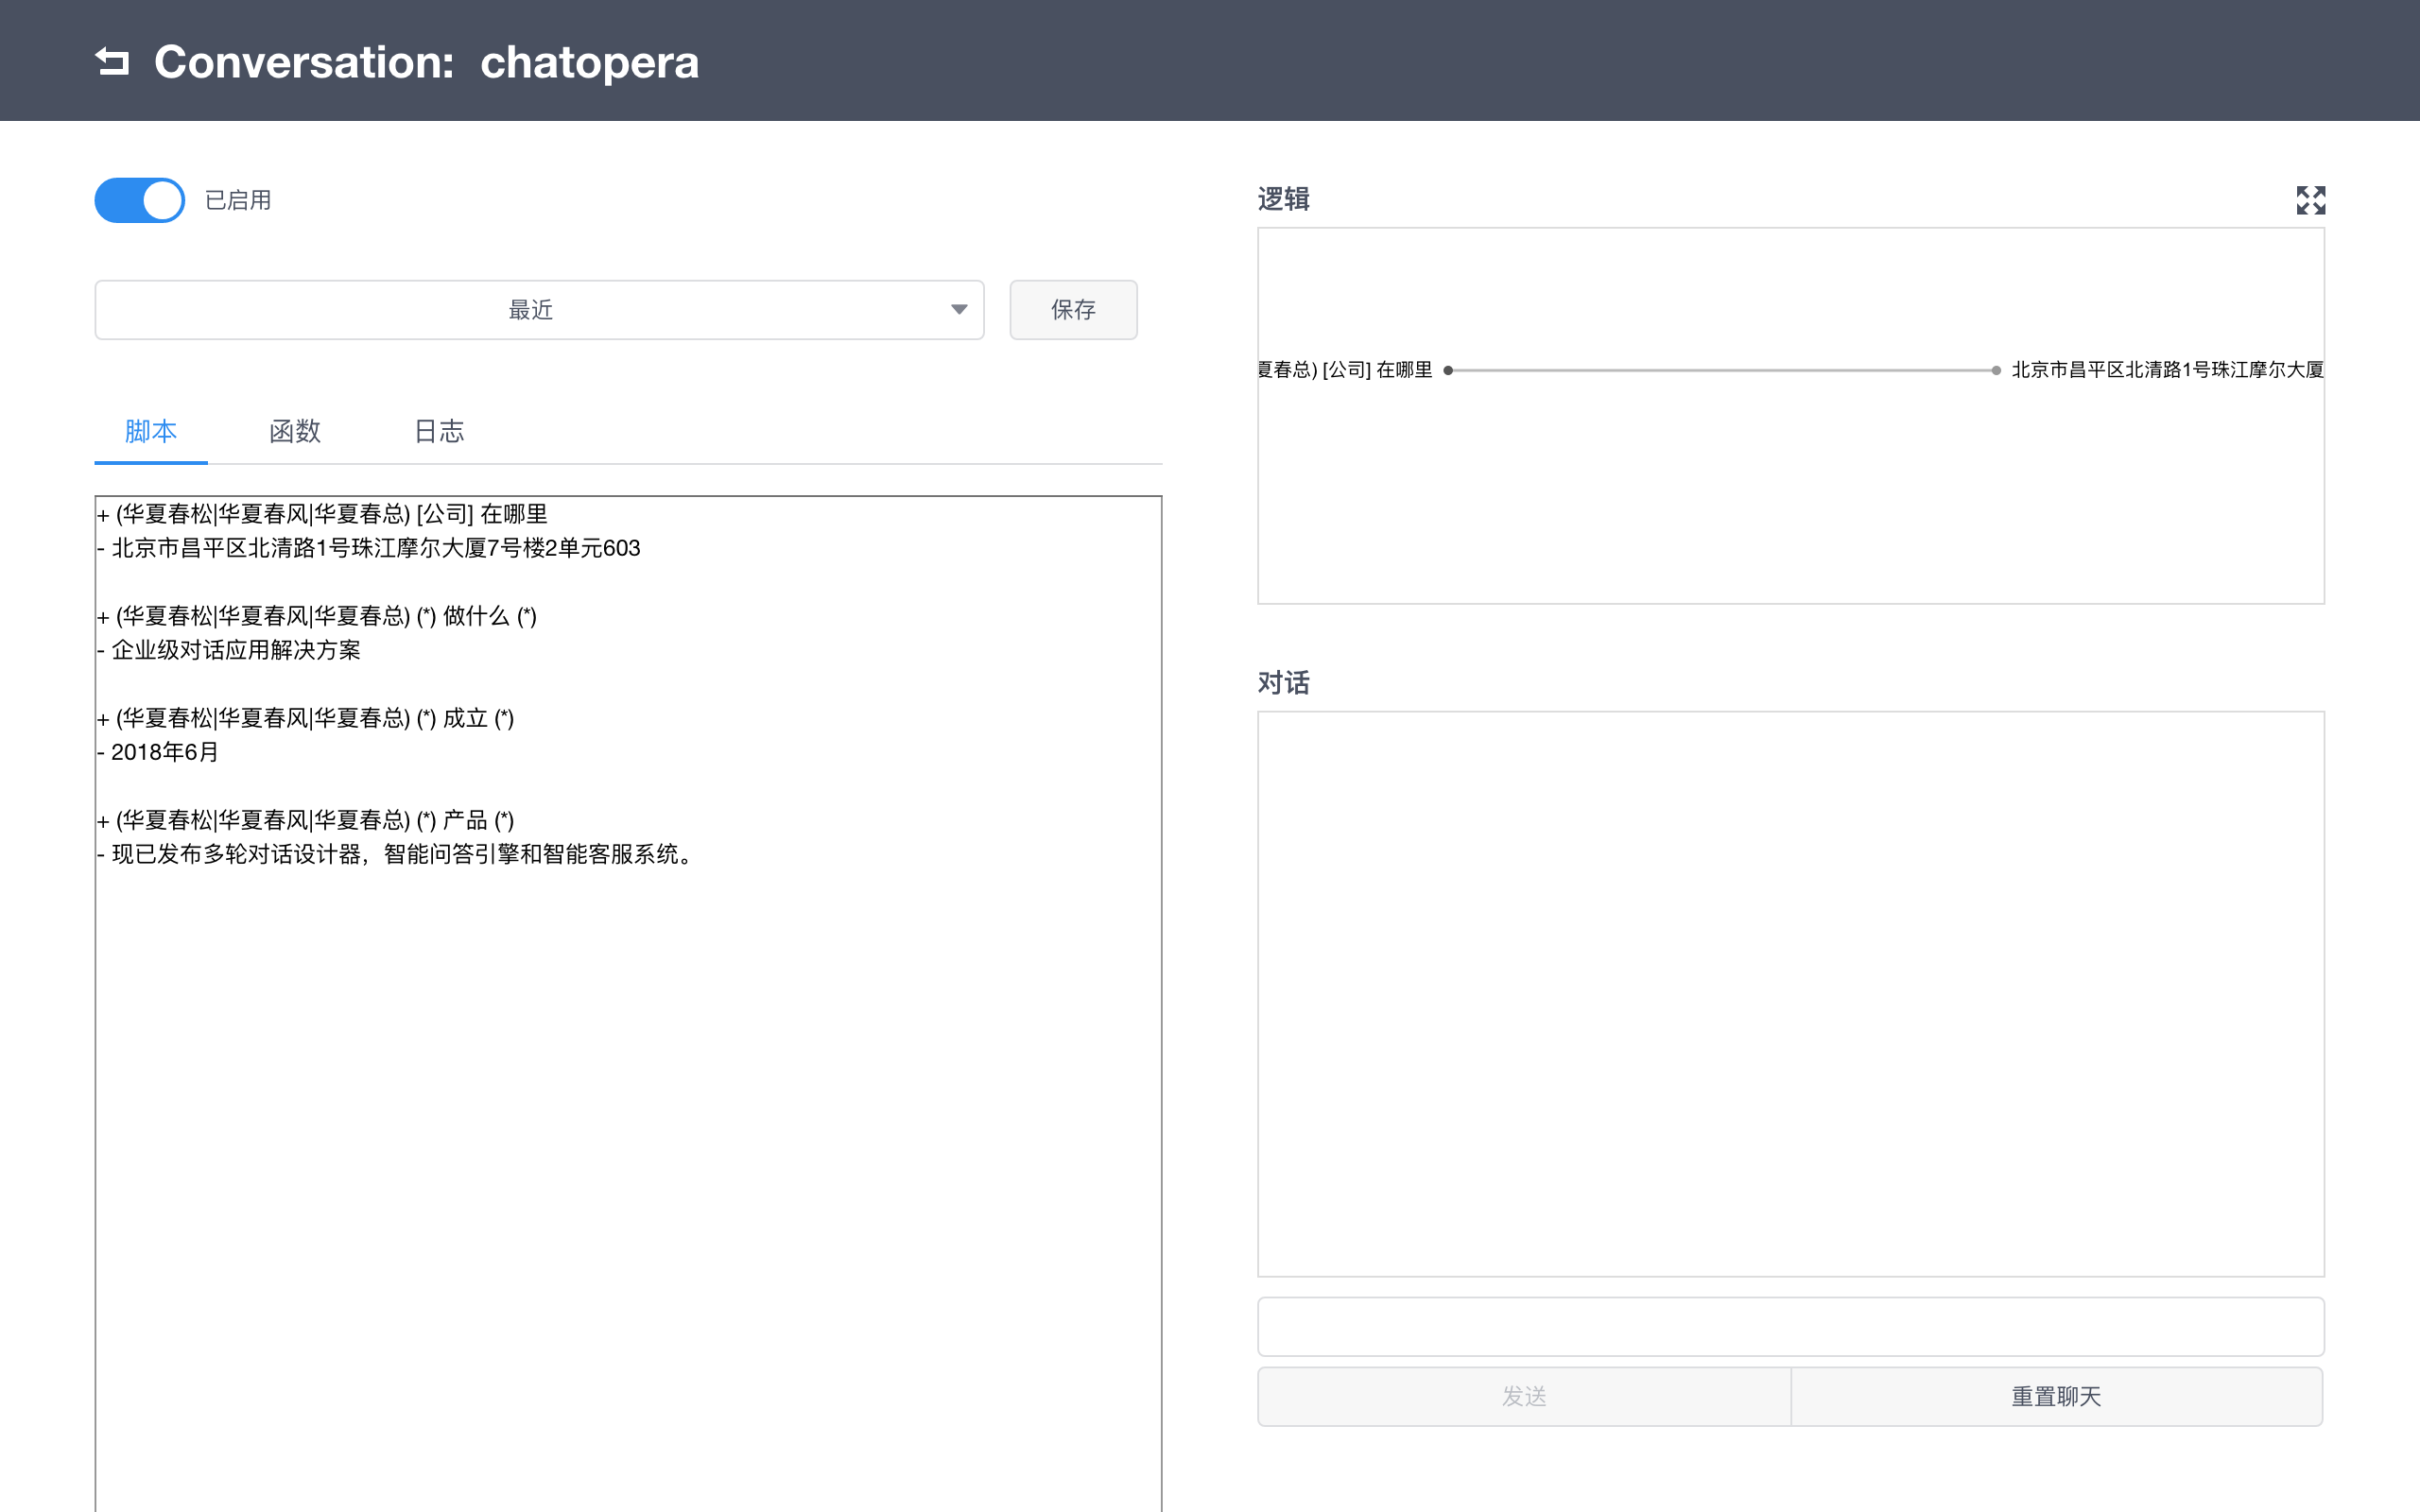 Conversation: chatopera
已启用
最近
保存
脚本
函数
日志
+ (华夏春松|华夏春风|华夏春总) [公司] 在哪里
- 北京市昌平区北清路1号珠江摩尔大厦7号楼2单元603
+ (华夏春松|华夏春风|华夏春总) (*) 做什么 (*)
- 企业级对话应用解决方案
+ (华夏春松|华夏春风|华夏春总) (*) 成立 (*)
- 2018年6月
+ (华夏春松|华夏春风|华夏春总) (*) 产品 (*)
- 现已发布多轮对话设计器，智能问答引擎和智能客服系统。
逻辑
夏春总) [公司] 在哪里
北京市昌平区北清路1号珠江摩尔大厦
对话
发送
重置聊天